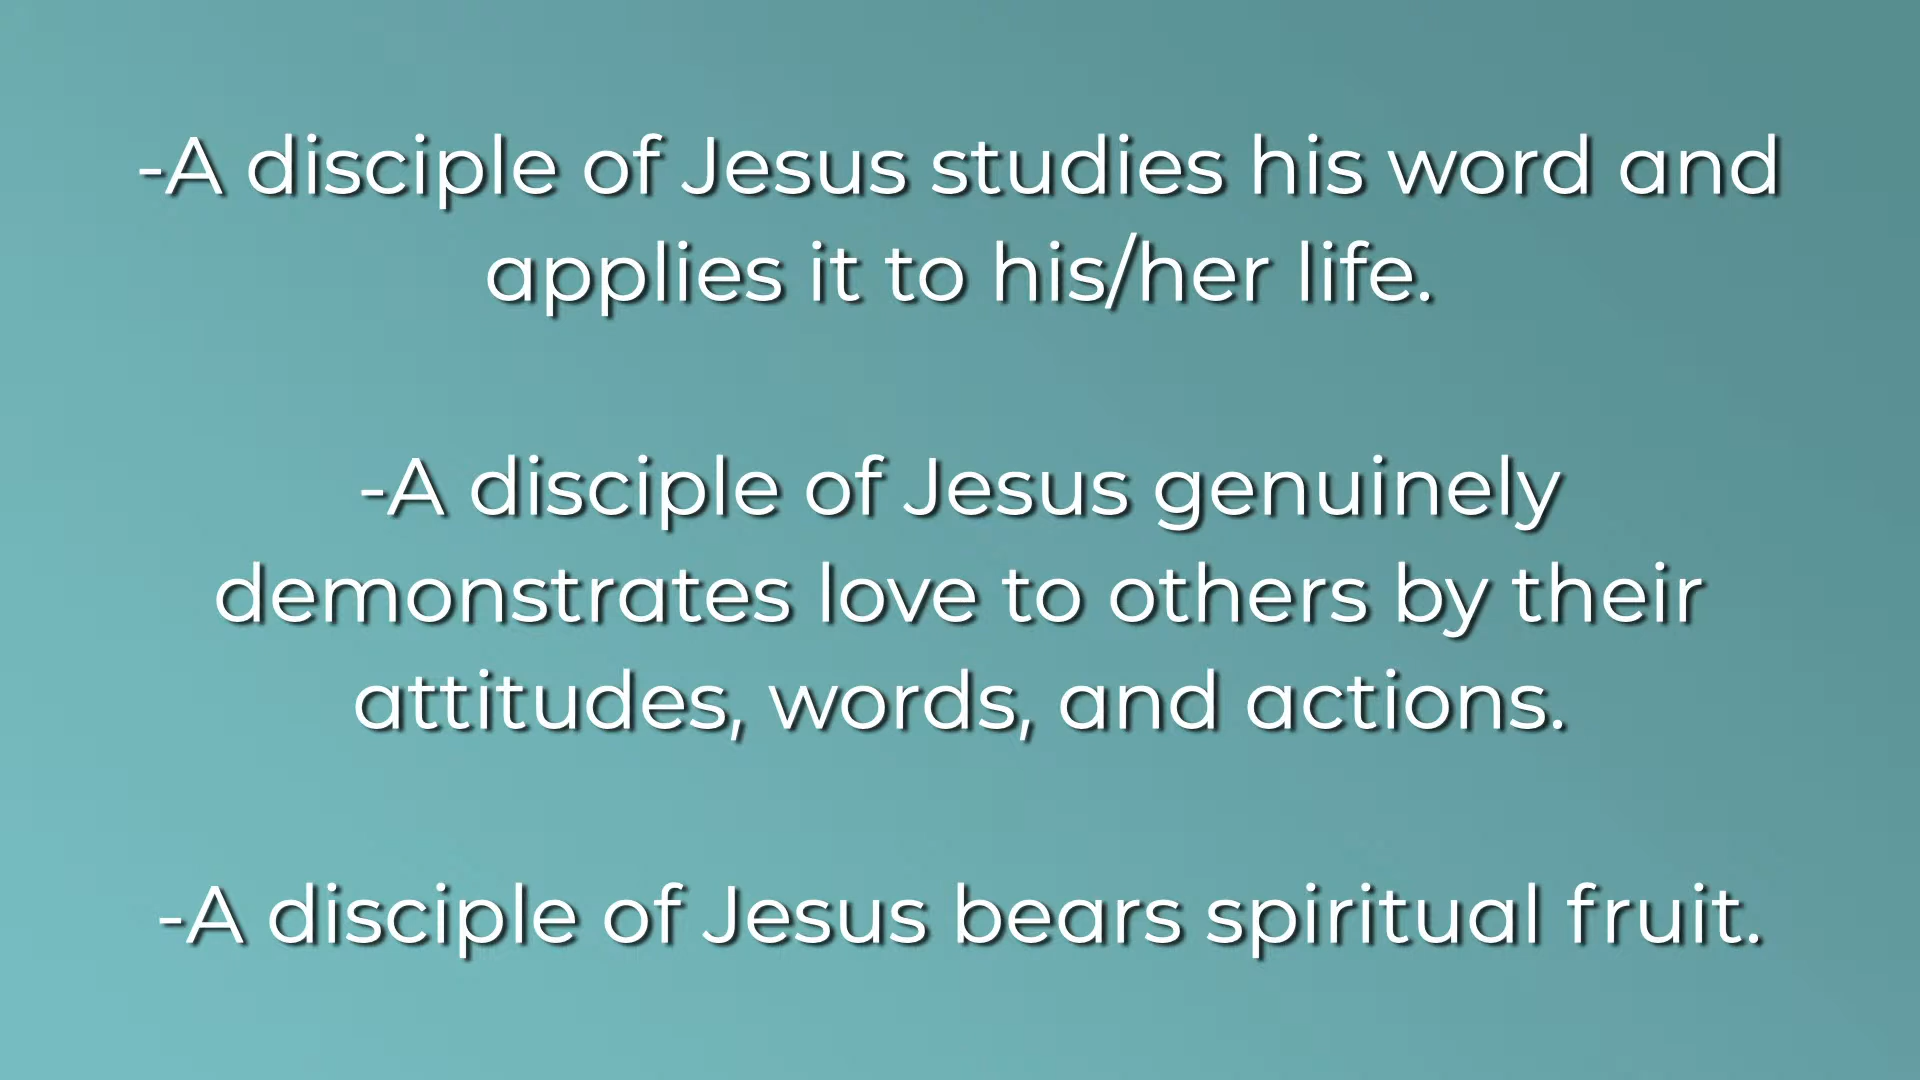 -A disciple of Jesus studies his word and
applies it to his/her life.
-A disciple of Jesus genuinely
demonstrates love to others by their
attitudes, words, and actions.
-A disciple of Jesus bears spiritual fruit.